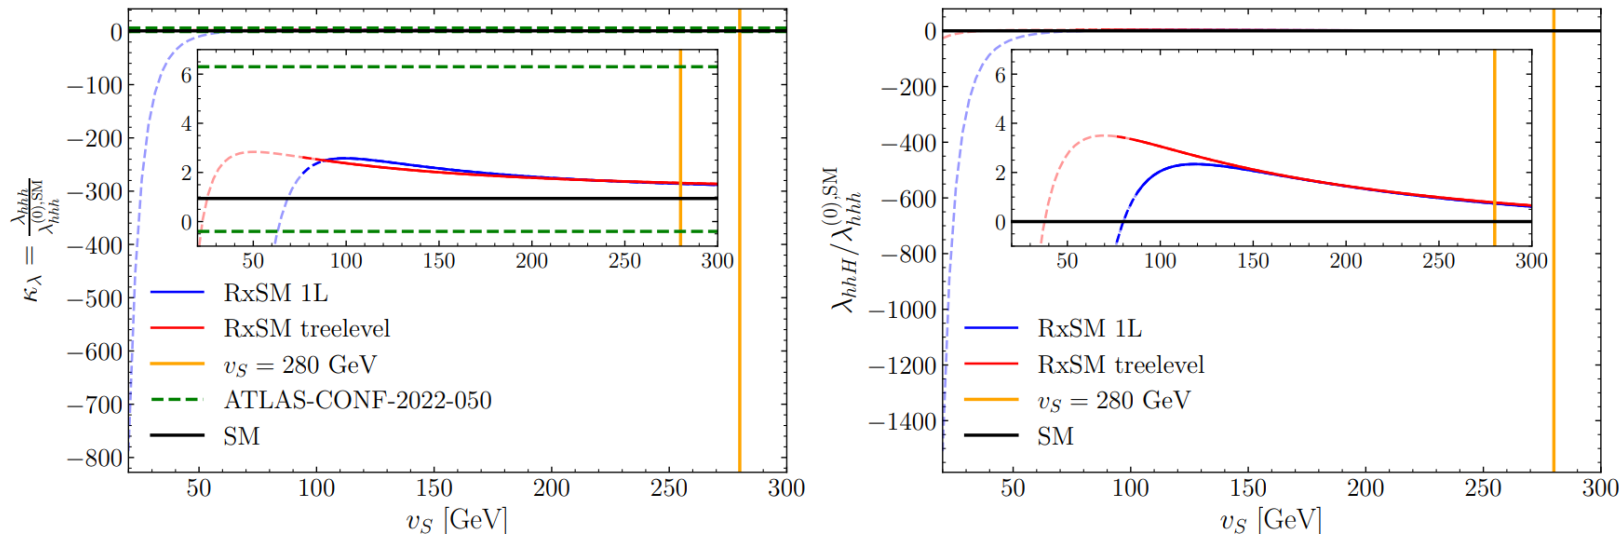 κ_λ = λ_hhh / λ_hhh^(0),SM
0
−100
−200
−300
−400
−500
−600
−700
−800
6
4
2
0
50 100 150 200 250 300
RxSM 1L
RxSM treelevel
v_S = 280 GeV
ATLAS-CONF-2022-050
SM
50 100 150 200 250 300
v_S [GeV]
λ_hhH/λ_hhh^(0),SM
0
−200
−400
−600
−800
−1000
−1200
−1400
6
4
2
0
50 100 150 200 250 300
RxSM 1L
RxSM treelevel
v_S = 280 GeV
SM
50 100 150 200 250 300
v_S [GeV]